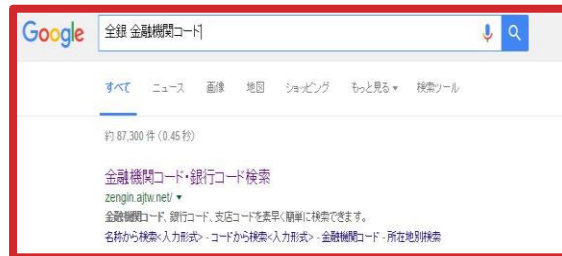 Google 全銀 金融機関コード
すべて ニュース 画像 地図 ショッピング もっと見る▼ 検索ツール
約 87,300 件 (0.45 秒)
金融機関コード・銀行コード検索
zengin.ajtw.net/ ▼
金融機関コード、銀行コード、支店コードを素早く簡単に検索できます。
名称から検索<入力形式> - コードから検索<入力形式> - 金融機関コード - 所在地別検索